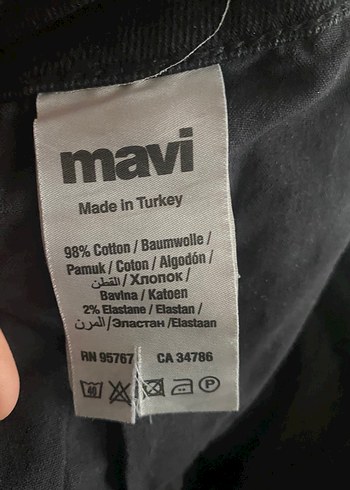 mavi
Made in Turkey
98% Cotton / Baumwolle /
Pamuk / Coton / Algodón /
القطن / Хлопок /
Bavlna / Katoen
2% Elastane / Elastan /
المرن / Эластан /Elastaan
RN 95767 CA 34786
40 P